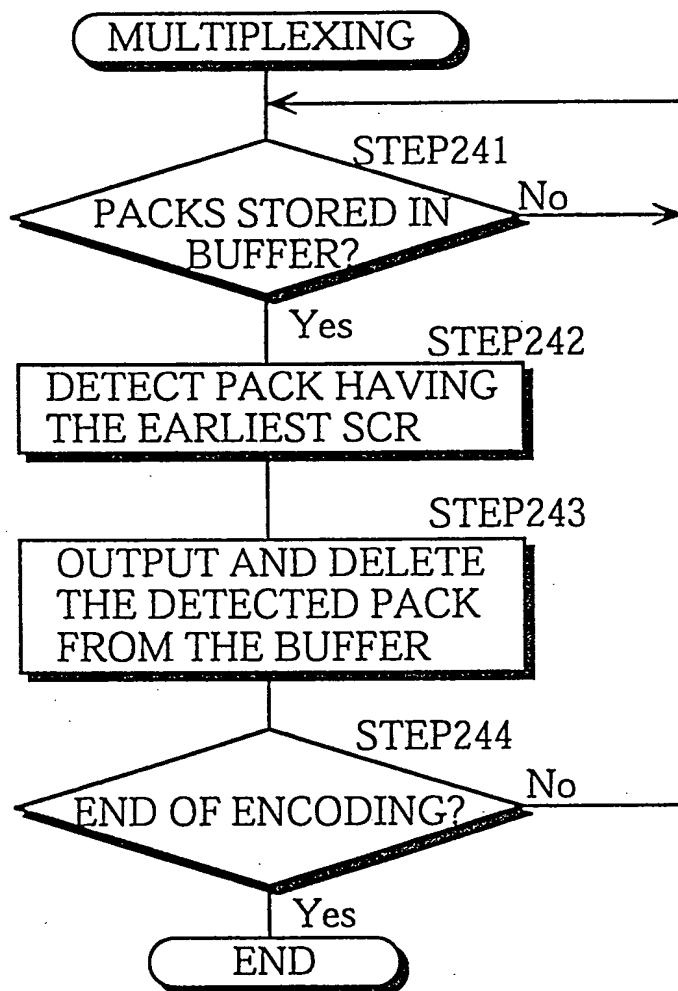 MULTIPLEXING
STEP241
PACKS STORED IN
BUFFER?
No
Yes
STEP242
DETECT PACK HAVING
THE EARLIEST SCR
STEP243
OUTPUT AND DELETE
THE DETECTED PACK
FROM THE BUFFER
STEP244
END OF ENCODING?
No
Yes
END